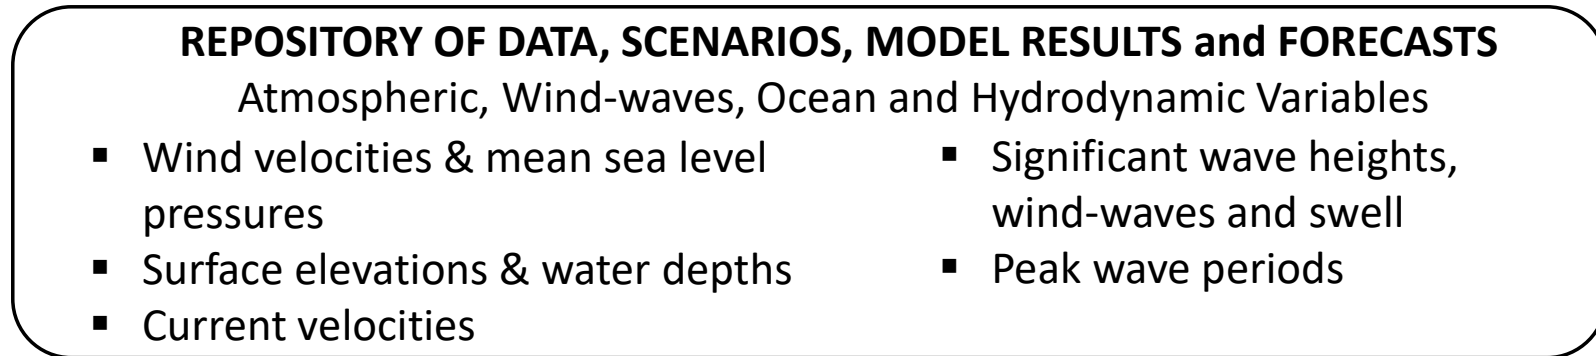 REPOSITORY OF DATA, SCENARIOS, MODEL RESULTS and FORECASTS
Atmospheric, Wind-waves, Ocean and Hydrodynamic Variables
▪ Wind velocities & mean sea level
pressures
▪ Surface elevations & water depths
▪ Current velocities
▪ Significant wave heights,
wind-waves and swell
▪ Peak wave periods